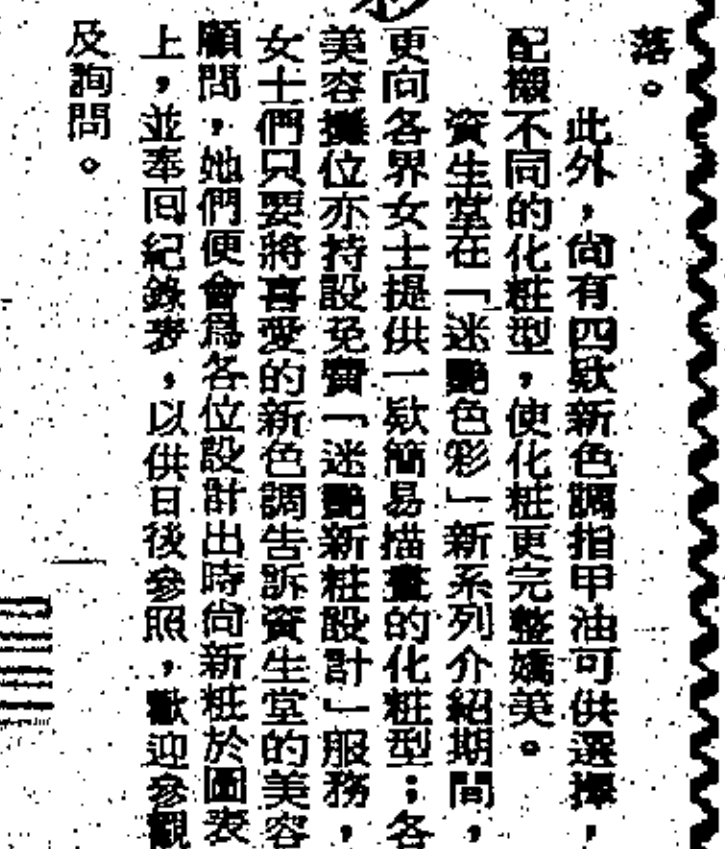 落。
此外，尙有四欵新色調指甲油可供選擇，
配襯不同的化粧型，使化粧更完整嬌美。
資生堂在「迷艷色彩」新系列介紹期間，
更向各界女士提供一欵簡易描畫的化粧型；各
美容攤位亦持設免費「迷艷新粧設計」服務，
女士們只要將喜愛的新色調告訴資生堂的美容
顧問，她們便會爲各位設計出時尙新粧於圖表
上，並奉囘紀錄表，以供日後參照，歡迎參觀
及詢問。